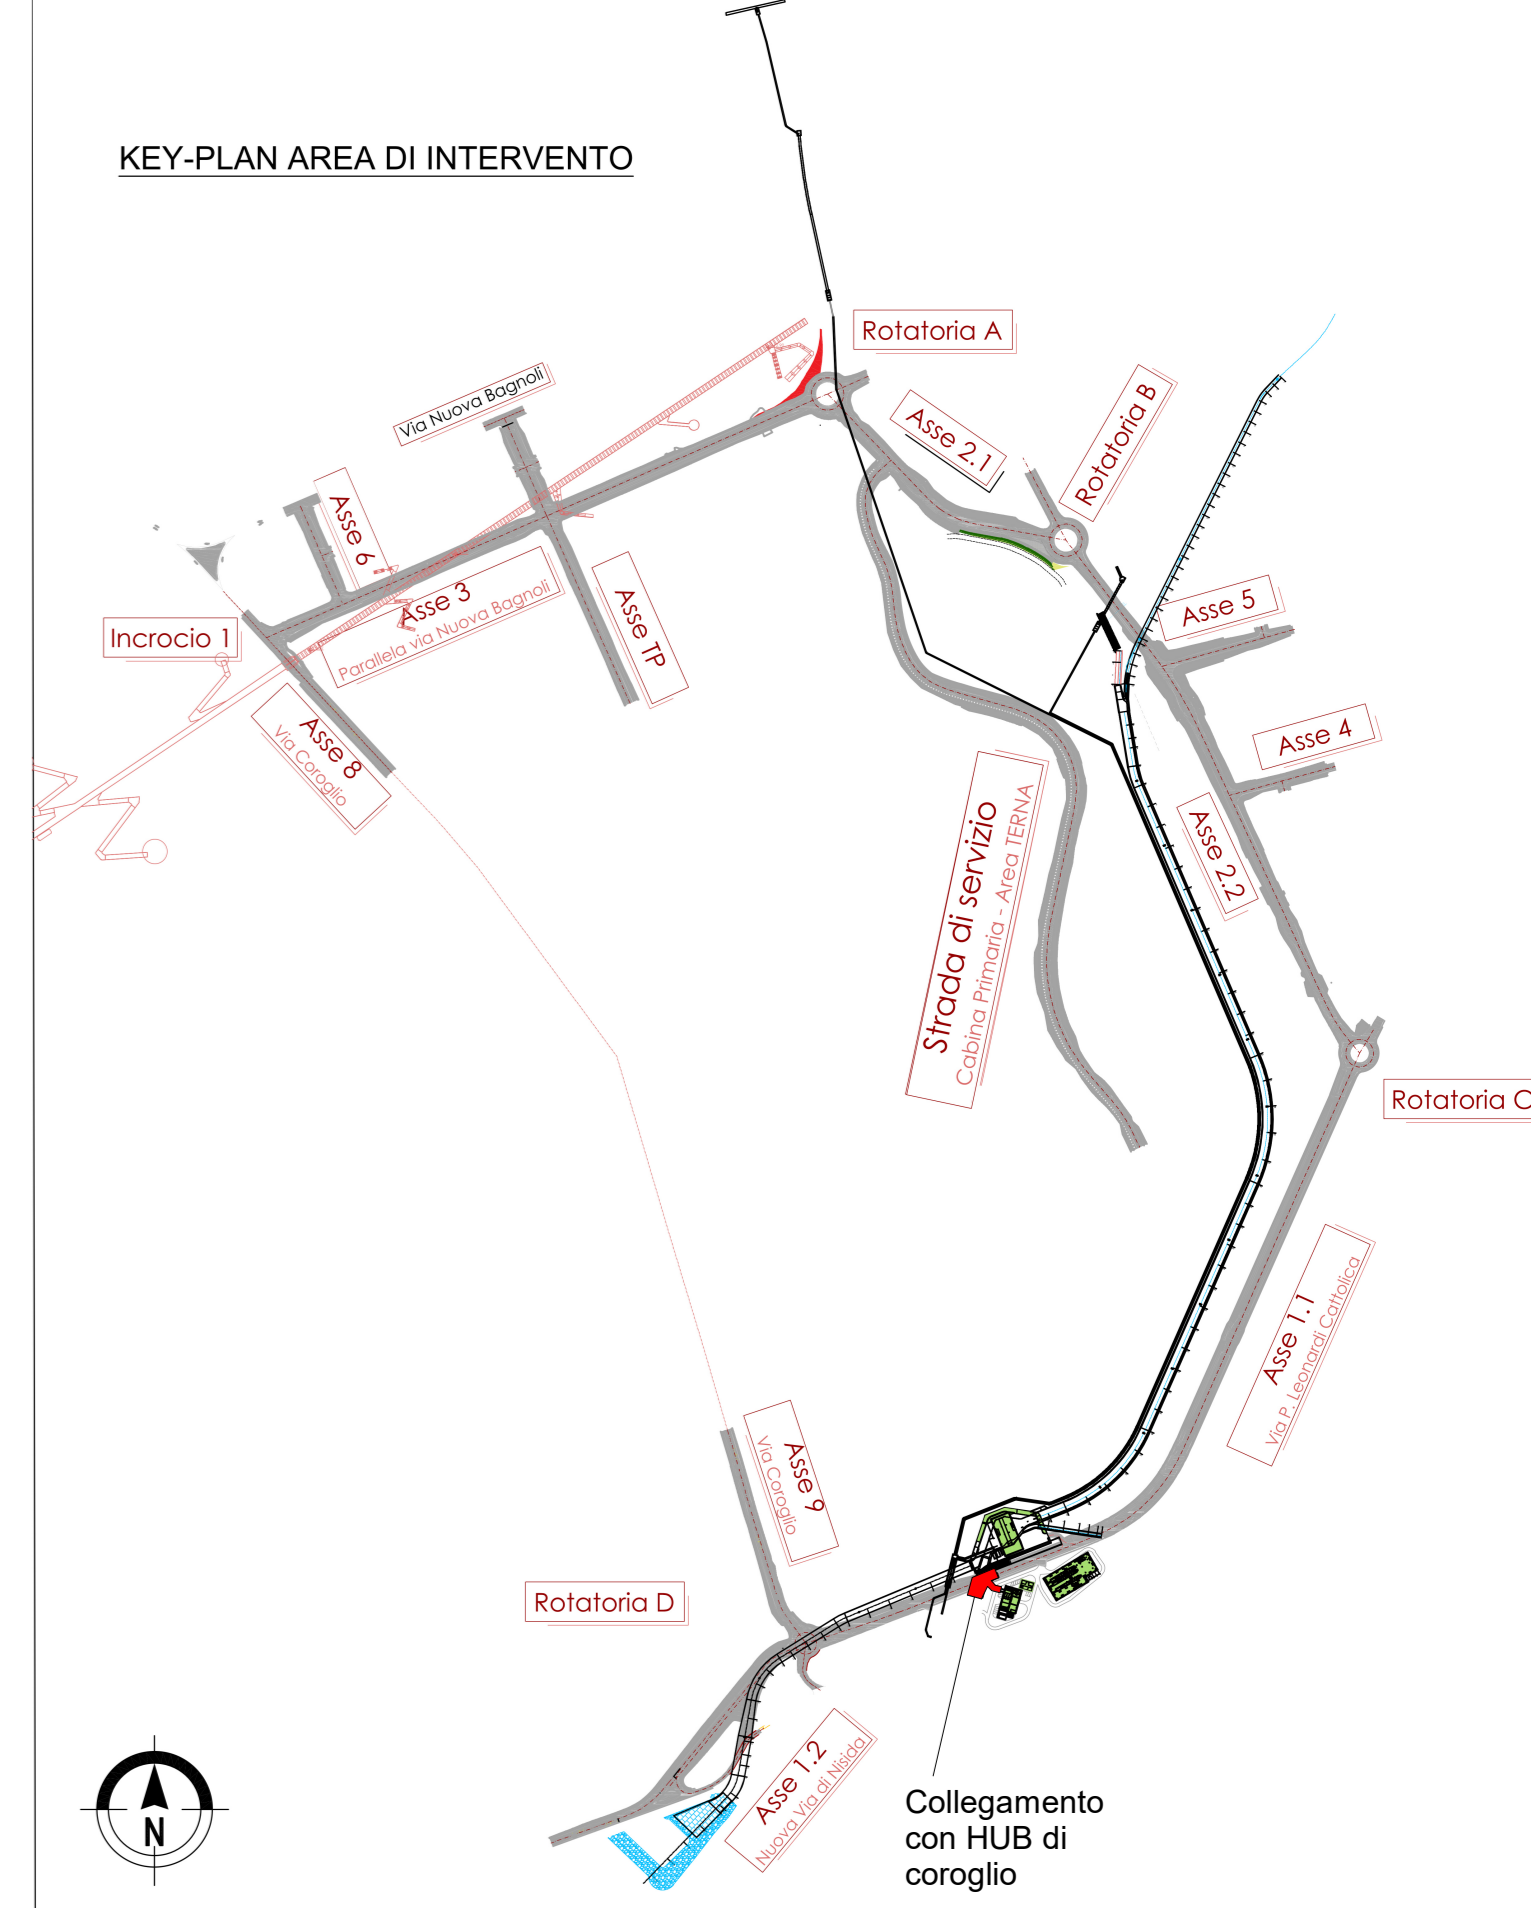 KEY-PLAN AREA DI INTERVENTO
Rotatoria A
Via Nuova Bagnoli
Asse 2.1
Rotatoria B
Asse 6
Asse 3
Parallela via Nuova Bagnoli
Asse TP
Asse 5
Incrocio 1
Asse 8
Via Coroglio
Asse 4
Strada di servizio
Cabina Primaria - Area TERNA
Asse 2.2
Rotatoria C
Asse 1.1
Via P. Leonardi Cattolica
Asse 9
Via Coroglio
Rotatoria D
Asse 1.2
Nuova Via di Nisida
Collegamento
con HUB di
coroglio
N